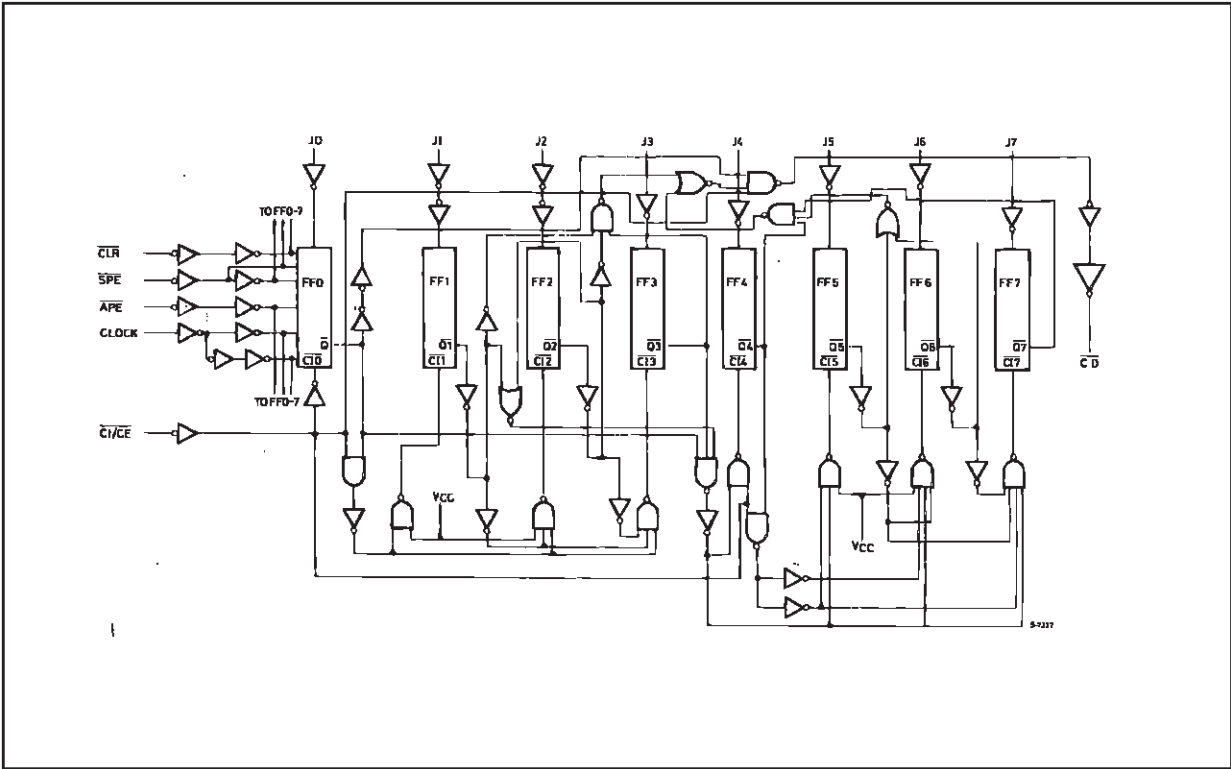 J0 J1 J2 J3 J4 J5 J6 J7
TO FF0-7
CLR
SPE
APE
CLOCK
FF0 FF1 FF2 FF3 FF4 FF5 FF6 FF7
Q Q1 Q2 Q3 Q4 Q5 Q6 Q7
CI0 CI1 CI2 CI3 CI4 CI5 CI6 CI7
CD
TO FF0-7
CI/CE
VCC
VCC